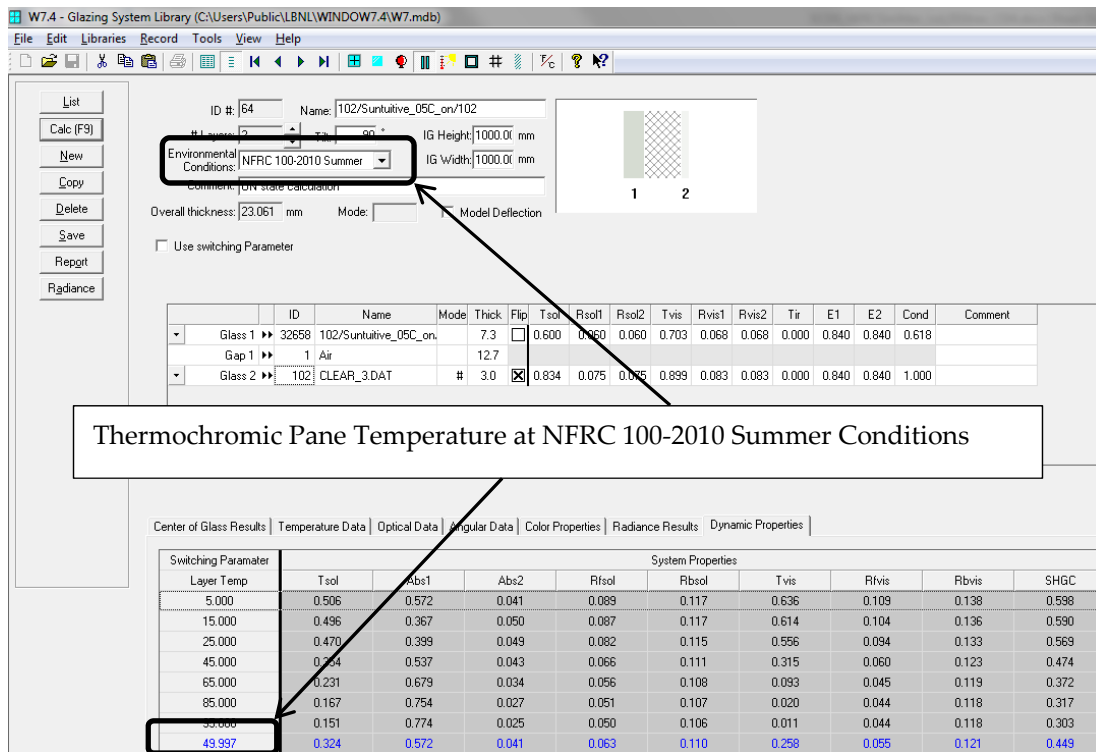 W7.4 - Glazing System Library (C:\Users\Public\LBNL\WINDOW7.4\W7.mdb)
File Edit Libraries Record Tools View Help
List
Calc (F9)
New
Copy
Delete
Save
Report
Radiance
ID #: 64 Name: 102/Suntuitive_05C_on/102
# Layers: 2 Tilt: 90 ° IG Height: 1000.0( mm
Environmental Conditions: NFRC 100-2010 Summer IG Width: 1000.0( mm
Comment: ON state calculation
Overall thickness: 23.061 mm Mode: Model Deflection
Use switching Parameter
1 2
ID Name Mode Thick Flip Tsol Rsol1 Rsol2 Tvis Rvis1 Rvis2 Tir E1 E2 Cond Comment
Glass 1 32658 102/Suntuitive_05C_on. 7.3 0.600 0.060 0.060 0.703 0.068 0.068 0.000 0.840 0.840 0.618
Gap 1 1 Air 12.7
Glass 2 102 CLEAR_3.DAT # 3.0 0.834 0.075 0.075 0.899 0.083 0.083 0.000 0.840 0.840 1.000
Thermochromic Pane Temperature at NFRC 100-2010 Summer Conditions
Center of Glass Results Temperature Data Optical Data Angular Data Color Properties Radiance Results Dynamic Properties
Switching Paramater System Properties
Layer Temp Tsol Abs1 Abs2 Rfsol Rbsol Tvis Rfvis Rbvis SHGC
5.000 0.506 0.572 0.041 0.089 0.117 0.636 0.109 0.138 0.598
15.000 0.496 0.367 0.050 0.087 0.117 0.614 0.104 0.136 0.590
25.000 0.470 0.399 0.049 0.082 0.115 0.556 0.094 0.133 0.569
45.000 0.537 0.043 0.066 0.111 0.315 0.060 0.123 0.474
65.000 0.231 0.679 0.034 0.056 0.108 0.093 0.045 0.119 0.372
85.000 0.167 0.754 0.027 0.051 0.107 0.020 0.044 0.118 0.317
0.151 0.774 0.025 0.050 0.106 0.011 0.044 0.118 0.303
49.997 0.324 0.572 0.041 0.063 0.110 0.258 0.055 0.121 0.449